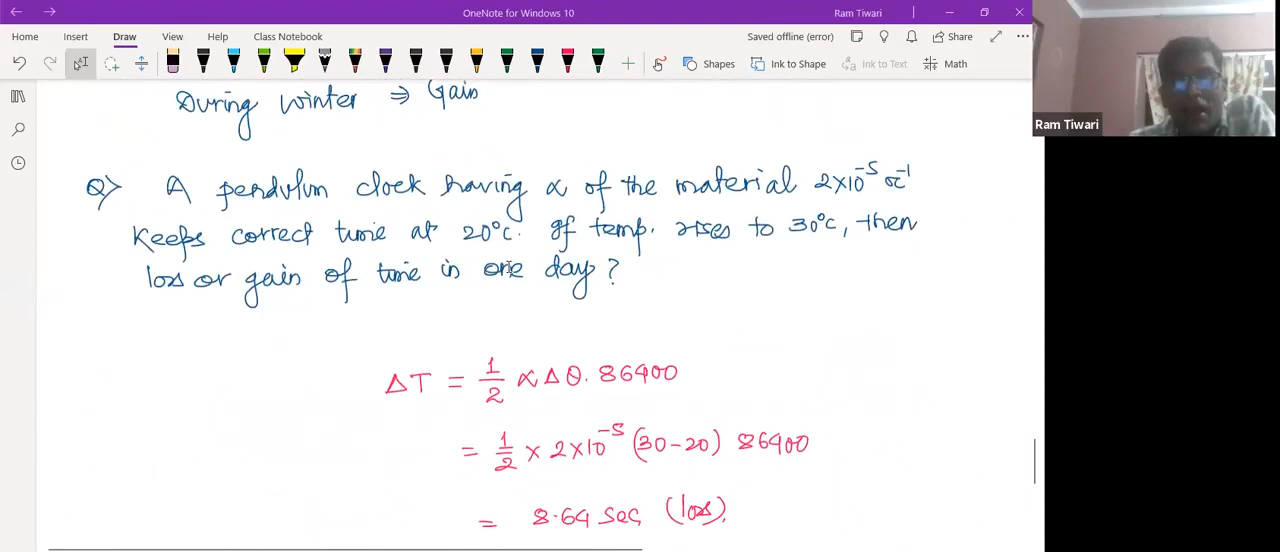 OneNote for Windows 10
Ram Tiwari
Home Insert Draw View Help Class Notebook
Saved offline (error) Share
Shapes Ink to Shape Ink to Text Math
During winter ⇒ Gain
Ram Tiwari
Q> A pendulum clock having α of the material 2×10⁻⁵ °C⁻¹
keeps correct time at 20°C. If temp. rises to 30°C, then
loss or gain of time in one day?
ΔT = 1/2 α Δθ. 86400
= 1/2 × 2×10⁻⁵ (30-20) 86400
= 8.64 sec (loss).